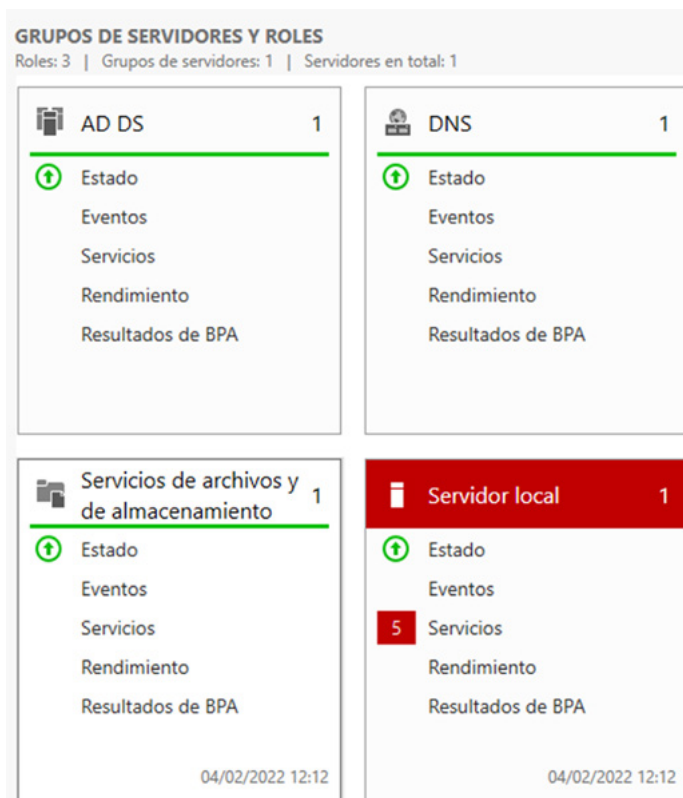 GRUPOS DE SERVIDORES Y ROLES
Roles: 3 | Grupos de servidores: 1 | Servidores en total: 1
AD DS 1
Estado
Eventos
Servicios
Rendimiento
Resultados de BPA
DNS 1
Estado
Eventos
Servicios
Rendimiento
Resultados de BPA
Servicios de archivos y
de almacenamiento 1
Estado
Eventos
Servicios
Rendimiento
Resultados de BPA
04/02/2022 12:12
Servidor local 1
Estado
Eventos
5 Servicios
Rendimiento
Resultados de BPA
04/02/2022 12:12